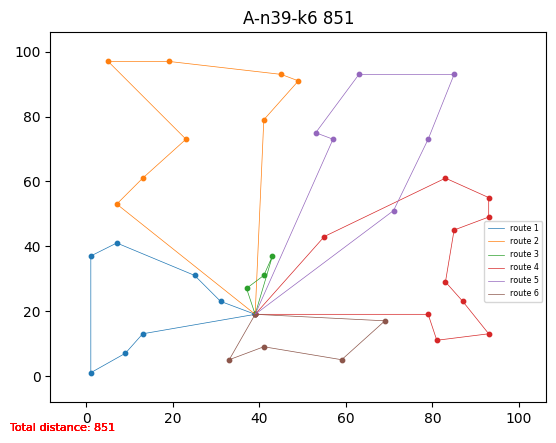 A-n39-k6 851
100
80
60
40
20
0
route 1
route 2
route 3
route 4
route 5
route 6
0 20 40 60 80 100
Total distance: 851